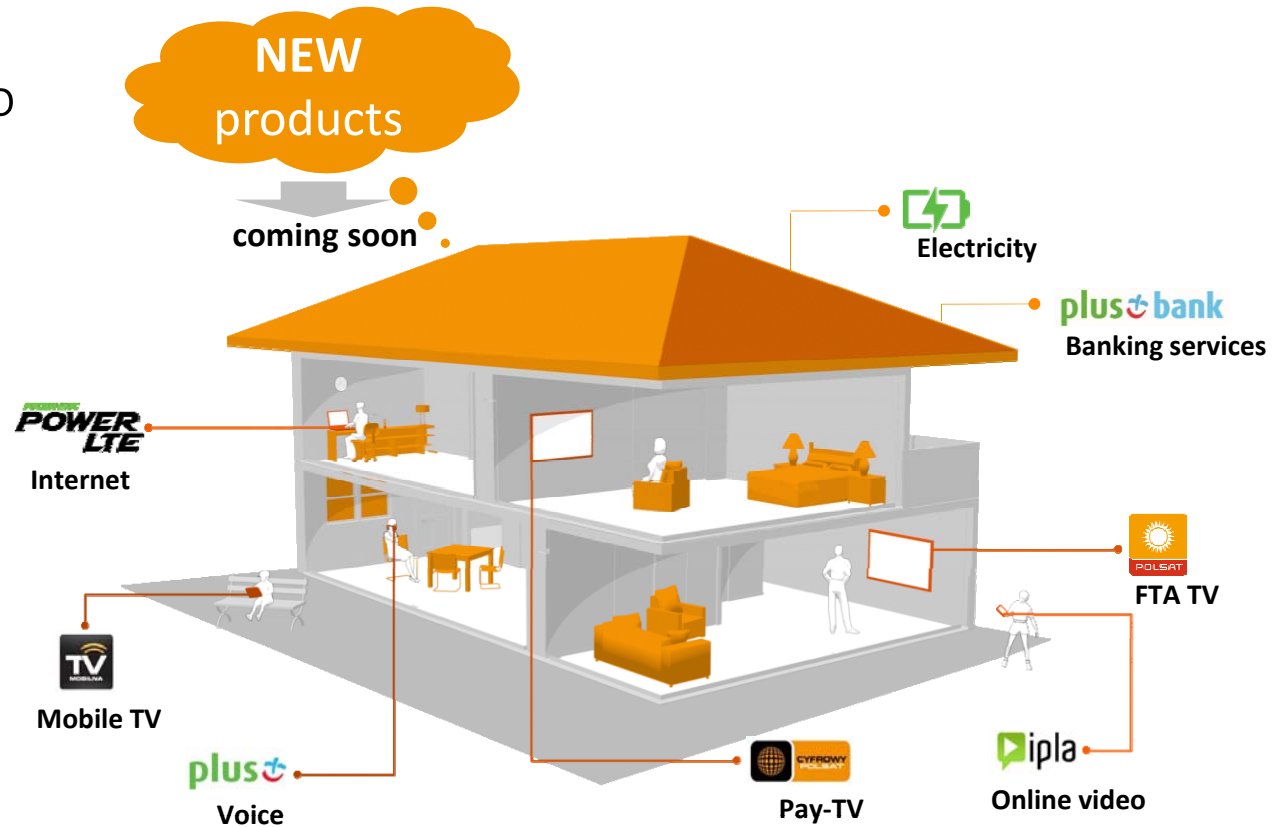 NEW
products
coming soon
Electricity
plus bank
Banking services
POWER
LTE
Internet
POLSAT
FTA TV
TV
MOBILNA
Mobile TV
plus
Voice
CYFROWY
POLSAT
Pay-TV
ipla
Online video